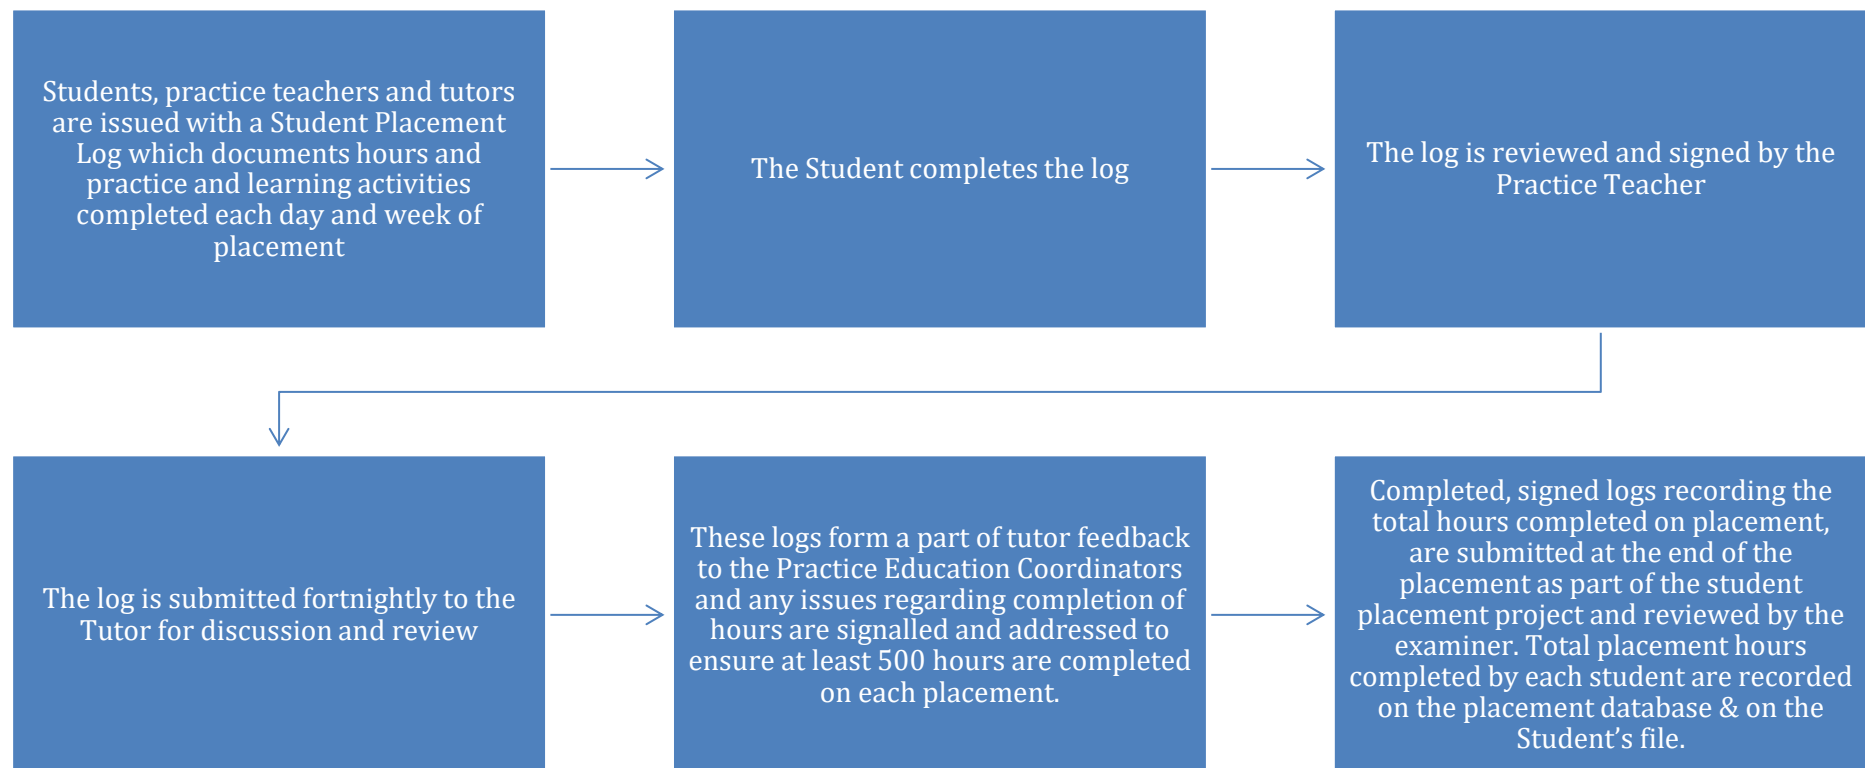 Students, practice teachers and tutors
are issued with a Student Placement
Log which documents hours and
practice and learning activities
completed each day and week of
placement
The Student completes the log
The log is reviewed and signed by the
Practice Teacher
The log is submitted fortnightly to the
Tutor for discussion and review
These logs form a part of tutor feedback
to the Practice Education Coordinators
and any issues regarding completion of
hours are signalled and addressed to
ensure at least 500 hours are completed
on each placement.
Completed, signed logs recording the
total hours completed on placement,
are submitted at the end of the
placement as part of the student
placement project and reviewed by the
examiner. Total placement hours
completed by each student are recorded
on the placement database & on the
Student's file.